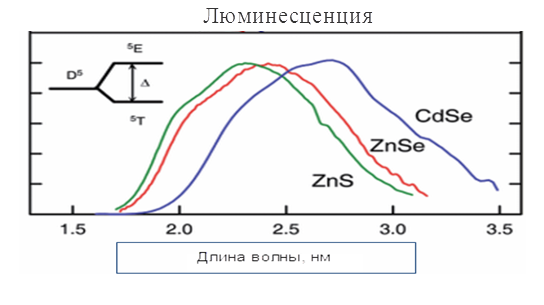 Люминесценция
⁵E
D⁵
Δ
⁵T
CdSe
ZnSe
ZnS
1.5 2.0 2.5 3.0 3.5
Длина волны, нм